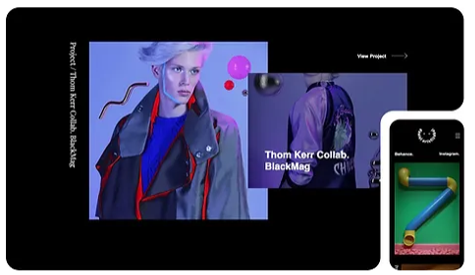 Project / Thom Kerr Collab. BlackMag
View Project
Thom Kerr Collab.
BlackMag
Behance.
Instagram.